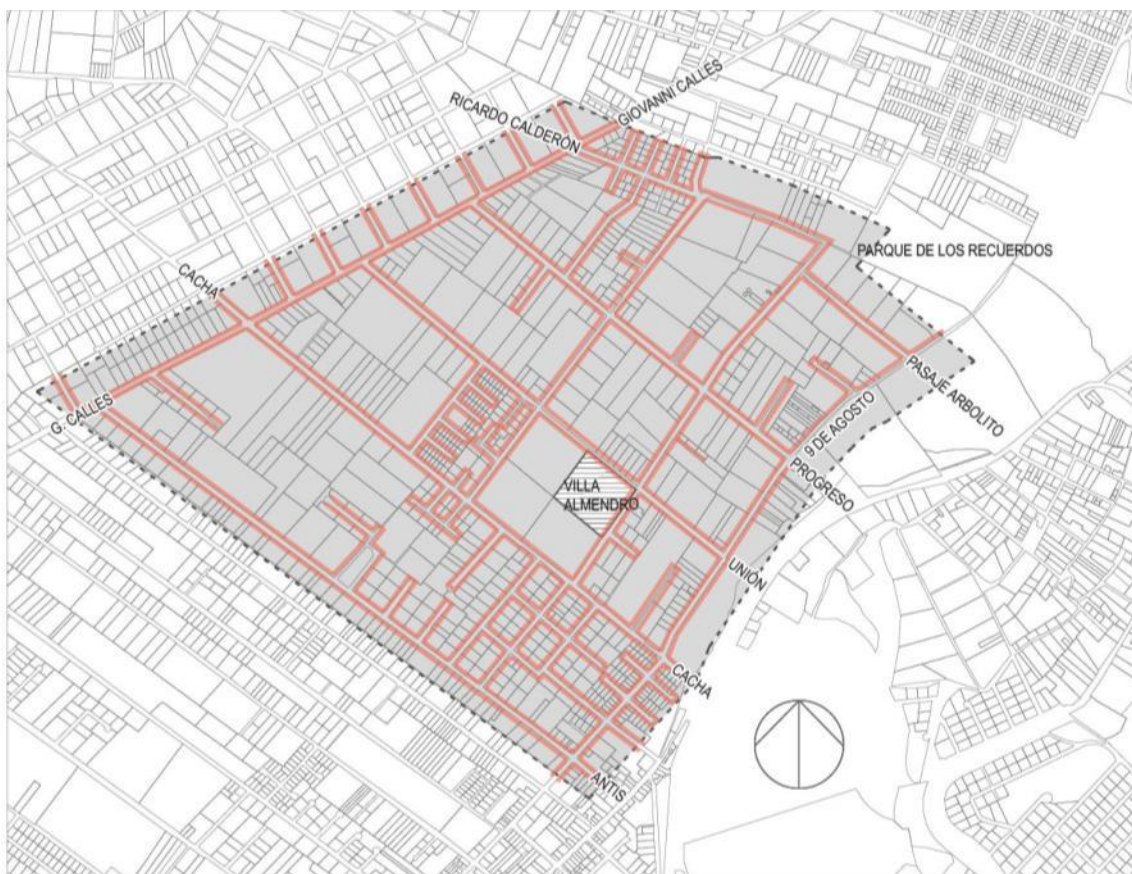 GIOVANNI CALLES
RICARDO CALDERÓN
PARQUE DE LOS RECUERDOS
CACHA
PASAJE ARBOLITO
G. CALLES
9 DE AGOSTO
PROGRESO
VILLA
ALMENDRO
UNIÓN
CACHA
ANTIS